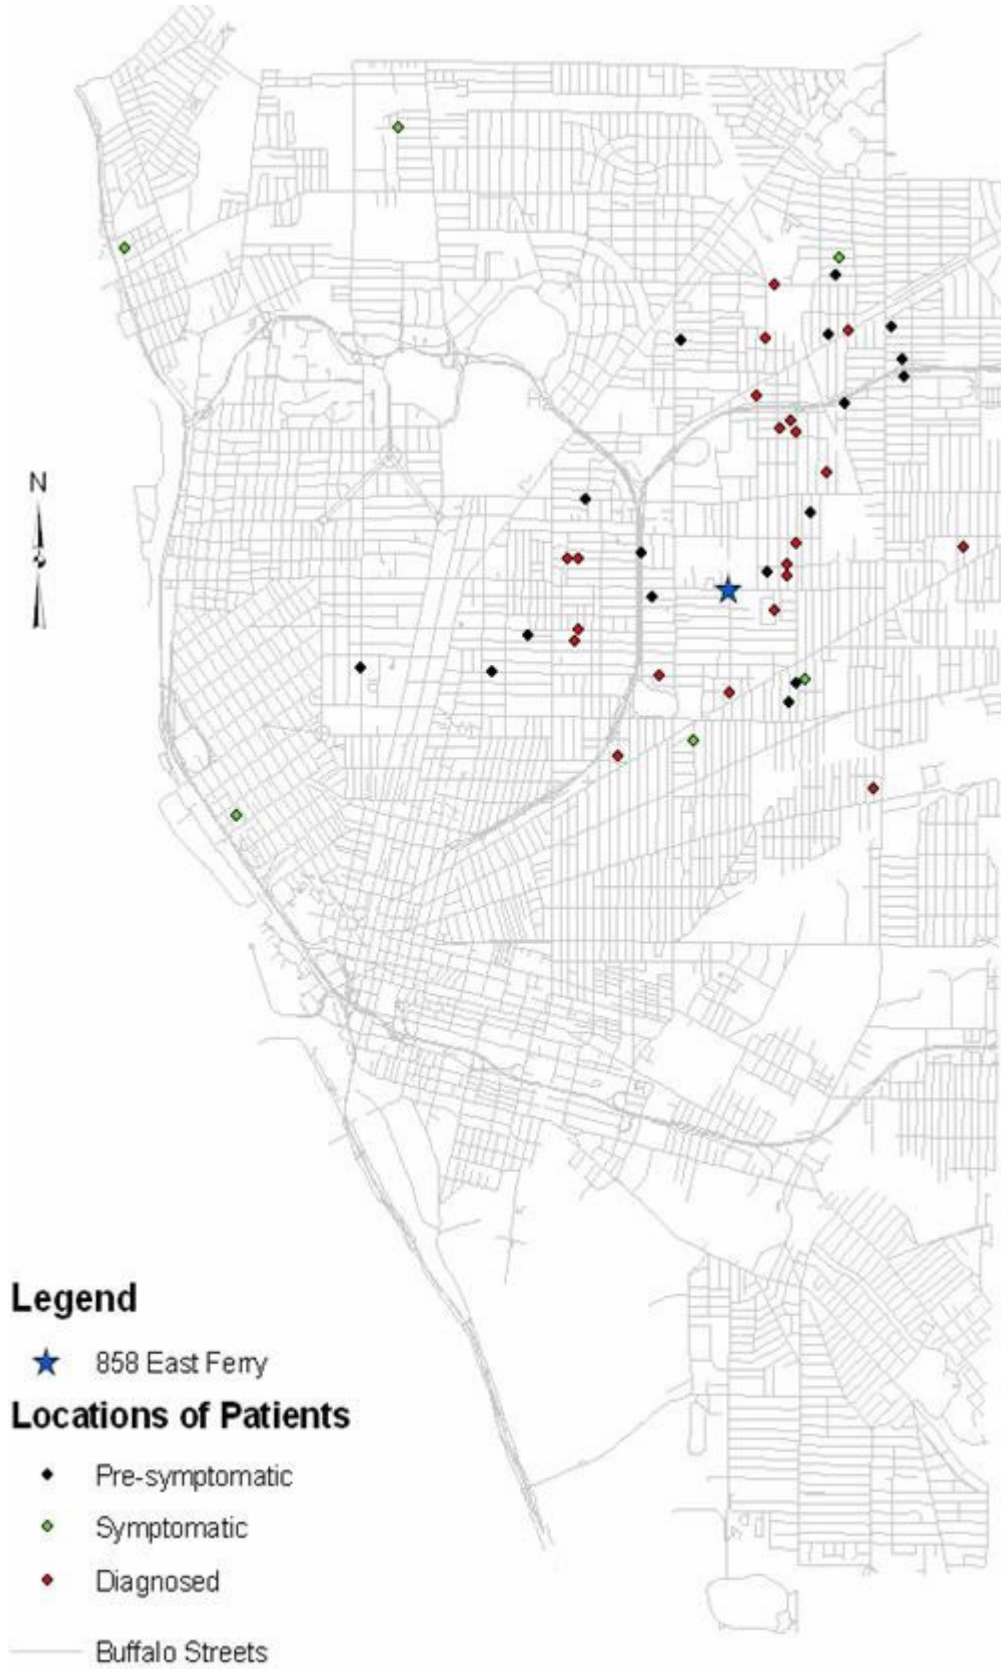 N
Legend
858 East Ferry
Locations of Patients
Pre-symptomatic
Symptomatic
Diagnosed
Buffalo Streets